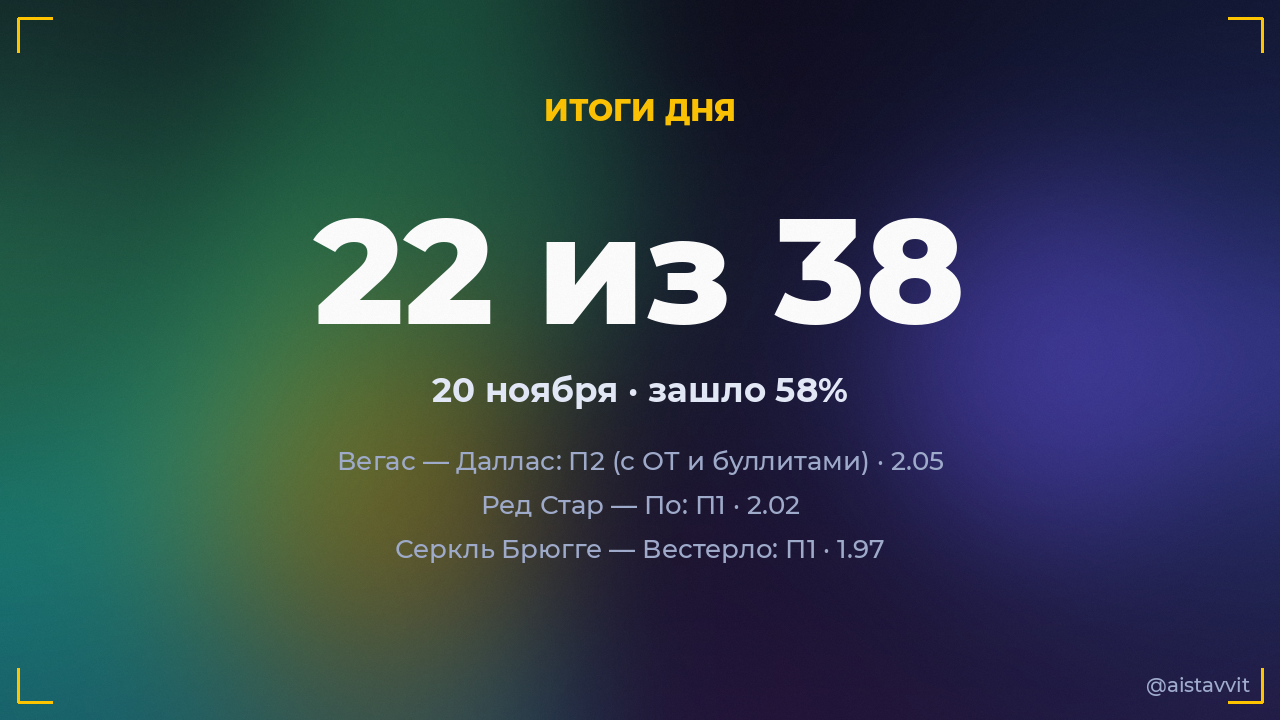 ИТОГИ ДНЯ
22 из 38
20 ноября · зашло 58%
Вегас — Даллас: П2 (с ОТ и буллитами) · 2.05
Ред Стар — По: П1 · 2.02
Серкль Брюгге — Вестерло: П1 · 1.97
@aistavvit